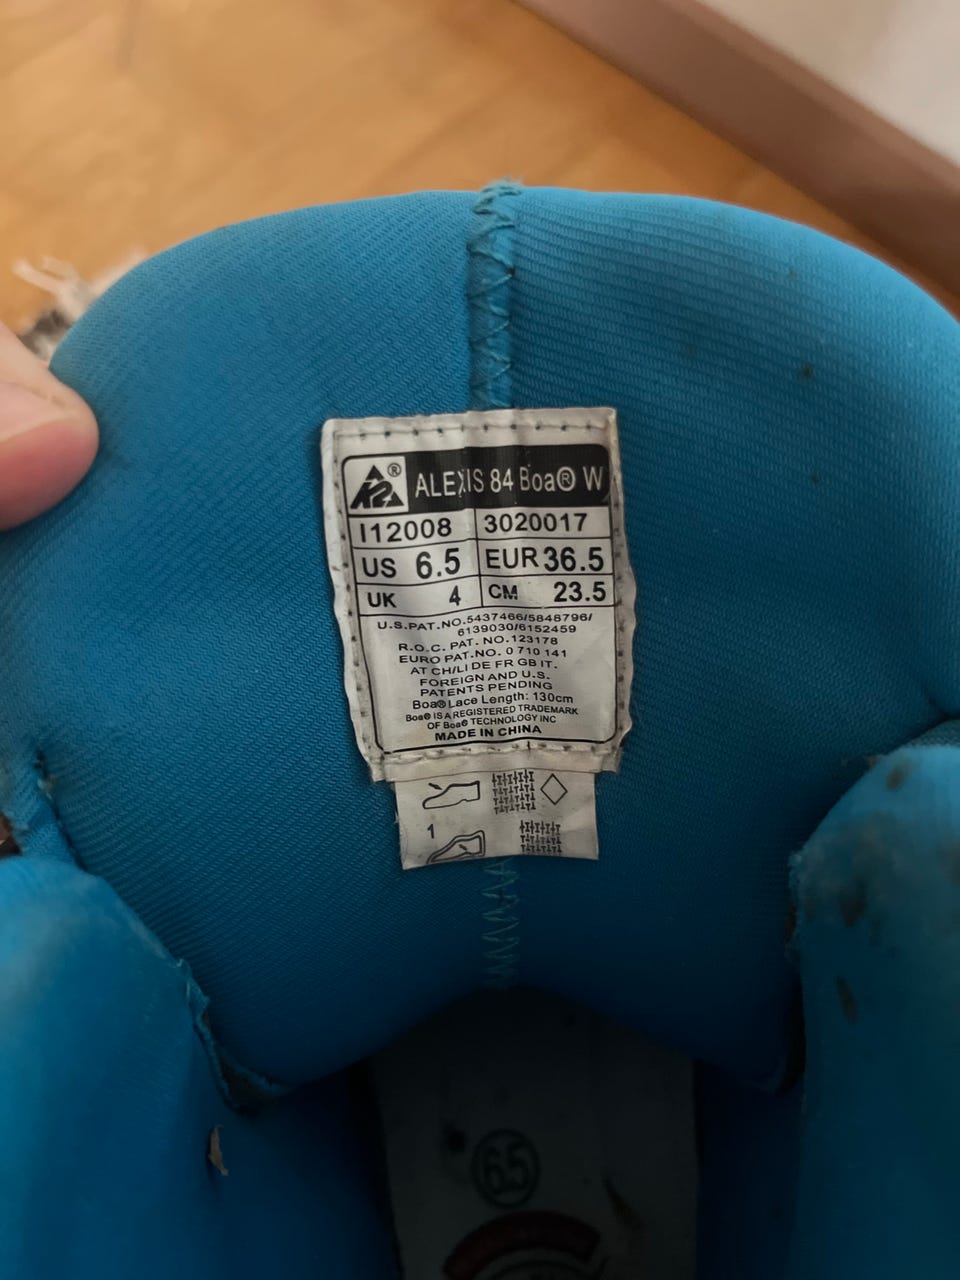 K2® ALEXIS 84 Boa® W
I12008 3020017
US 6.5 EUR 36.5
UK 4 CM 23.5
U.S.PAT.NO.5437466/5848796/
6139030/6152459
R.O.C. PAT. NO.123178
EURO PAT.NO. 0 710 141
AT CH/LI DE FR GB IT.
FOREIGN AND U.S.
PATENTS PENDING
Boa® Lace Length: 130cm
Boa® IS A REGISTERED TRADEMARK
OF Boa® TECHNOLOGY INC
MADE IN CHINA
1
6.5